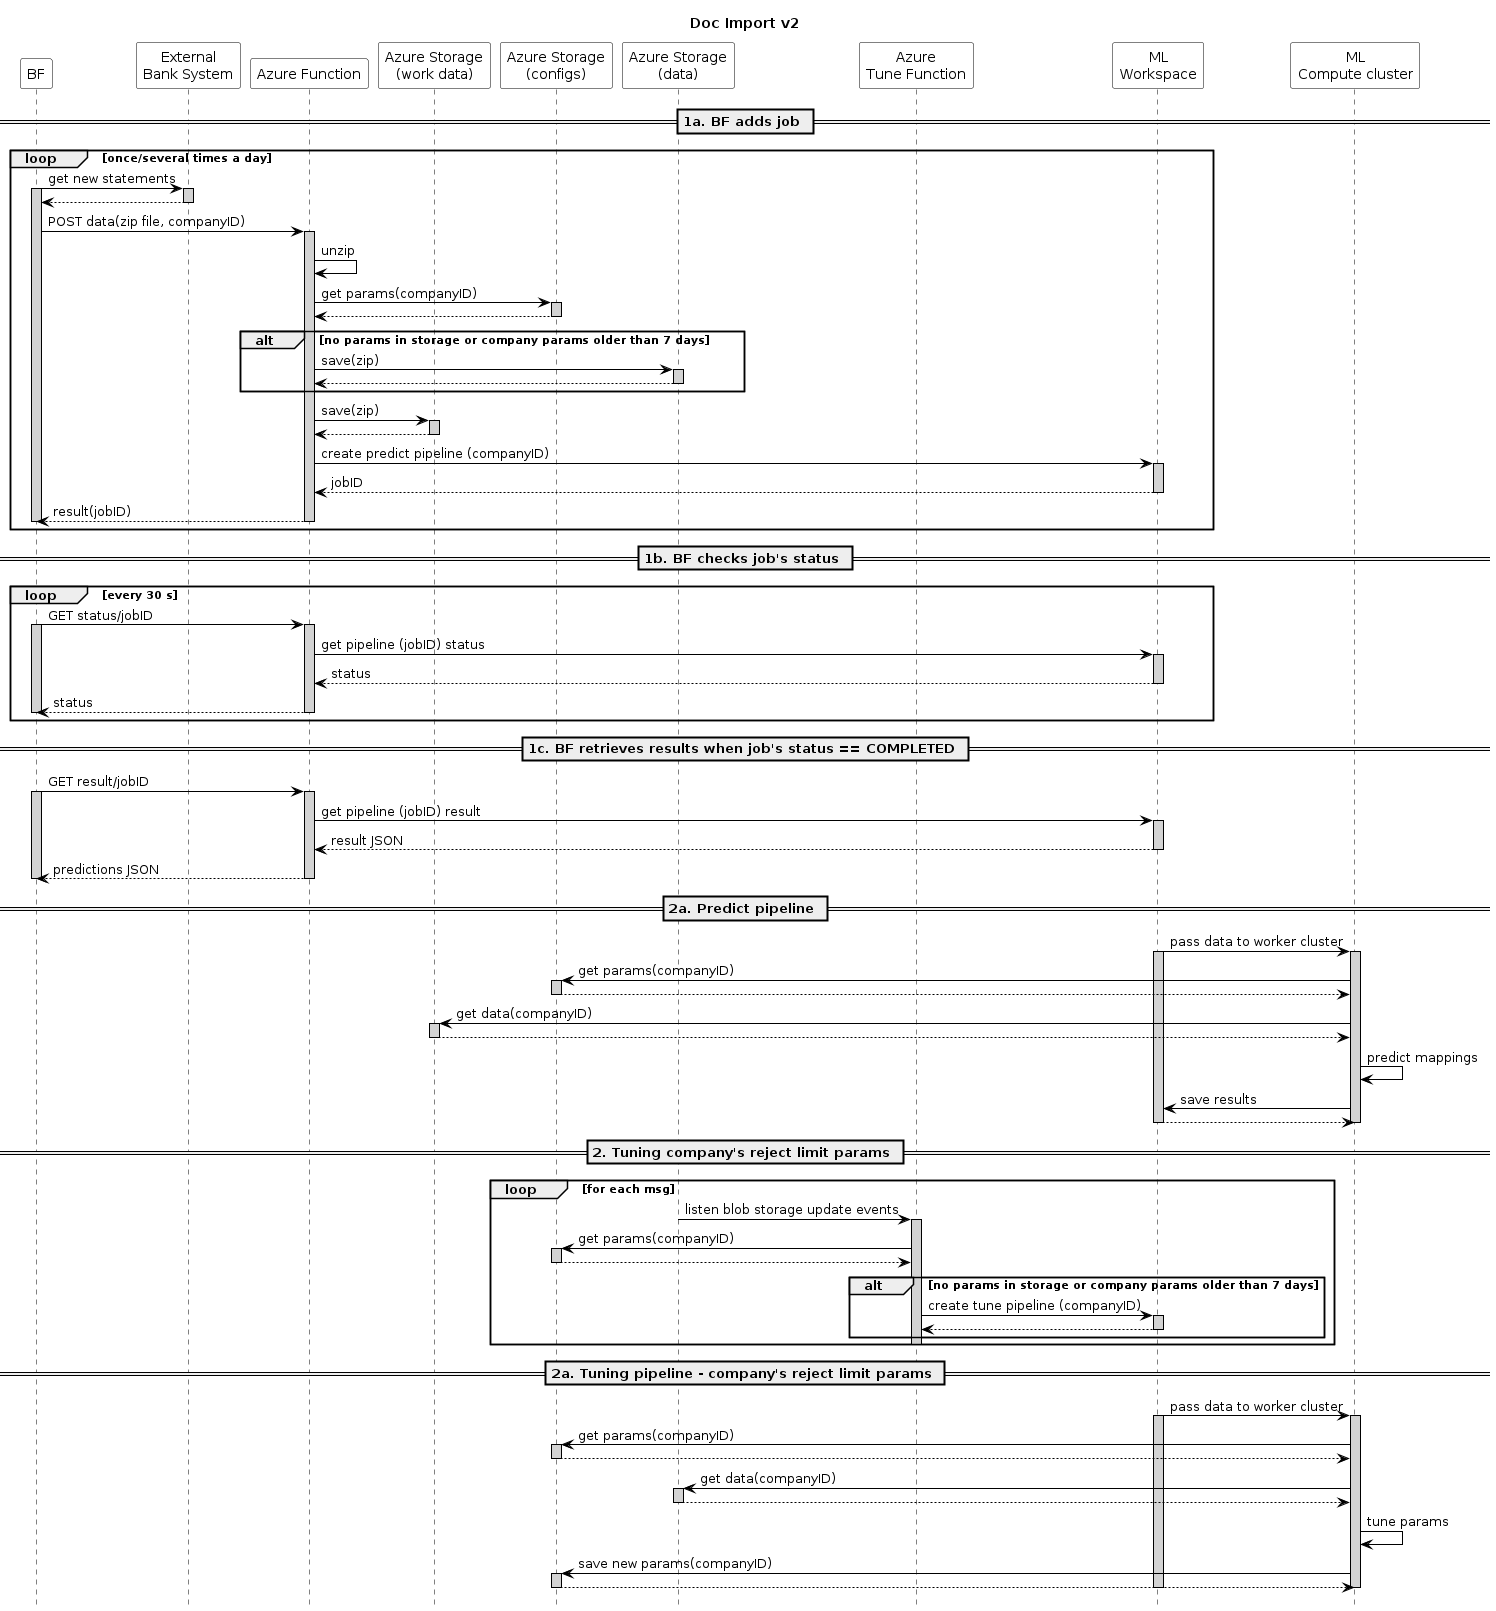 Doc Import v2
BF
External
Bank System
Azure Function
Azure Storage
(work data)
Azure Storage
(configs)
Azure Storage
(data)
Azure
Tune Function
ML
Workspace
ML
Compute cluster
1a. BF adds job
loop [once/several times a day]
get new statements
POST data(zip file, companyID)
unzip
get params(companyID)
alt [no params in storage or company params older than 7 days]
save(zip)
save(zip)
create predict pipeline (companyID)
jobID
result(jobID)
1b. BF checks job's status
loop [every 30 s]
GET status/jobID
get pipeline (jobID) status
status
status
1c. BF retrieves results when job's status == COMPLETED
GET result/jobID
get pipeline (jobID) result
result JSON
predictions JSON
2a. Predict pipeline
pass data to worker cluster
get params(companyID)
get data(companyID)
predict mappings
save results
2. Tuning company's reject limit params
loop [for each msg]
listen blob storage update events
get params(companyID)
alt [no params in storage or company params older than 7 days]
create tune pipeline (companyID)
2a. Tuning pipeline - company's reject limit params
pass data to worker cluster
get params(companyID)
get data(companyID)
tune params
save new params(companyID)